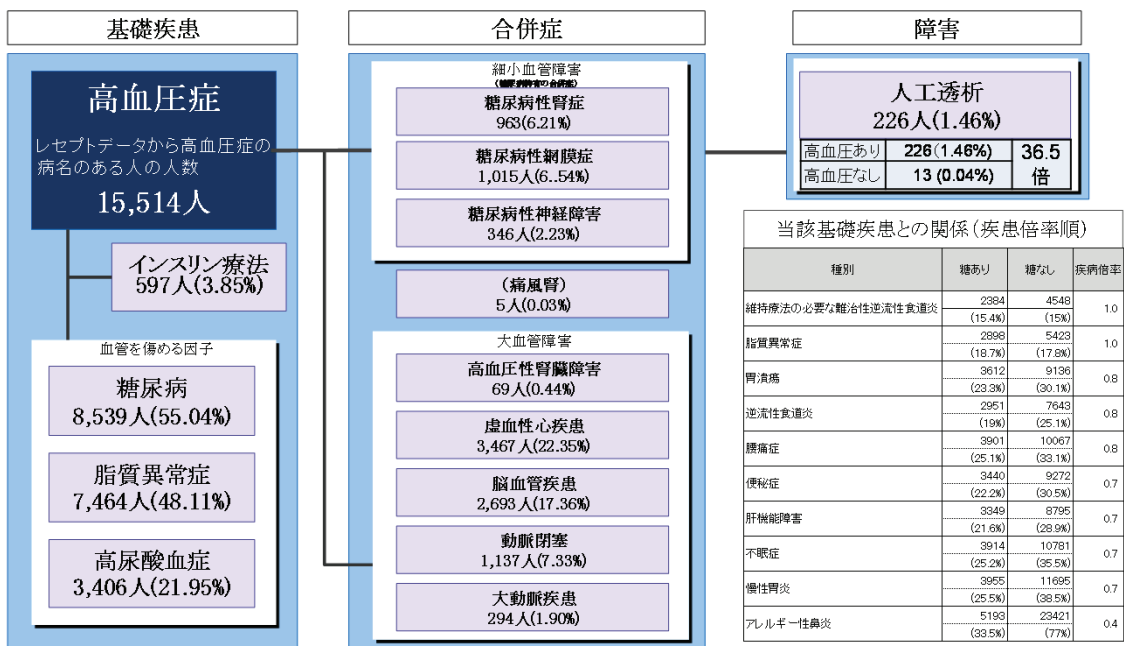 基礎疾患
高血圧症
レセプトデータから高血圧症の
病名のある人の人数
15,514人
インスリン療法
597人(3.85%)
血管を傷める因子
糖尿病
8,539人(55.04%)
脂質異常症
7,464人(48.11%)
高尿酸血症
3,406人(21.95%)
合併症
細小血管障害
糖尿病性腎症
963(6.21%)
糖尿病性網膜症
1,015人(6..54%)
糖尿病性神経障害
346人(2.23%)
(痛風腎)
5人(0.03%)
大血管障害
高血圧性腎臓障害
69人(0.44%)
虚血性心疾患
3,467人(22.35%)
脳血管疾患
2,693人(17.36%)
動脈閉塞
1,137人(7.33%)
大動脈疾患
294人(1.90%)
障害
人工透析
226人(1.46%)
高血圧あり 226(1.46%) 36.5
高血圧なし 13 (0.04%) 倍
当該基礎疾患との関係(疾患倍率順)
種別 糖あり 糖なし 疾病倍率
維持療法の必要な難治性逆流性食道炎 2384 4548 1.0
(15.4%) (15%)
脂質異常症 2898 5423 1.0
(18.7%) (17.8%)
胃潰瘍 3612 9136 0.8
(23.3%) (30.1%)
逆流性食道炎 2951 7643 0.8
(19%) (25.1%)
腰痛症 3901 10067 0.8
(25.1%) (33.1%)
便秘症 3440 9272 0.7
(22.2%) (30.5%)
肝機能障害 3349 8795 0.7
(21.6%) (28.9%)
不眠症 3914 10781 0.7
(25.2%) (35.5%)
慢性胃炎 3955 11695 0.7
(25.5%) (38.5%)
アレルギー性鼻炎 5193 23421 0.4
(33.5%) (77%)